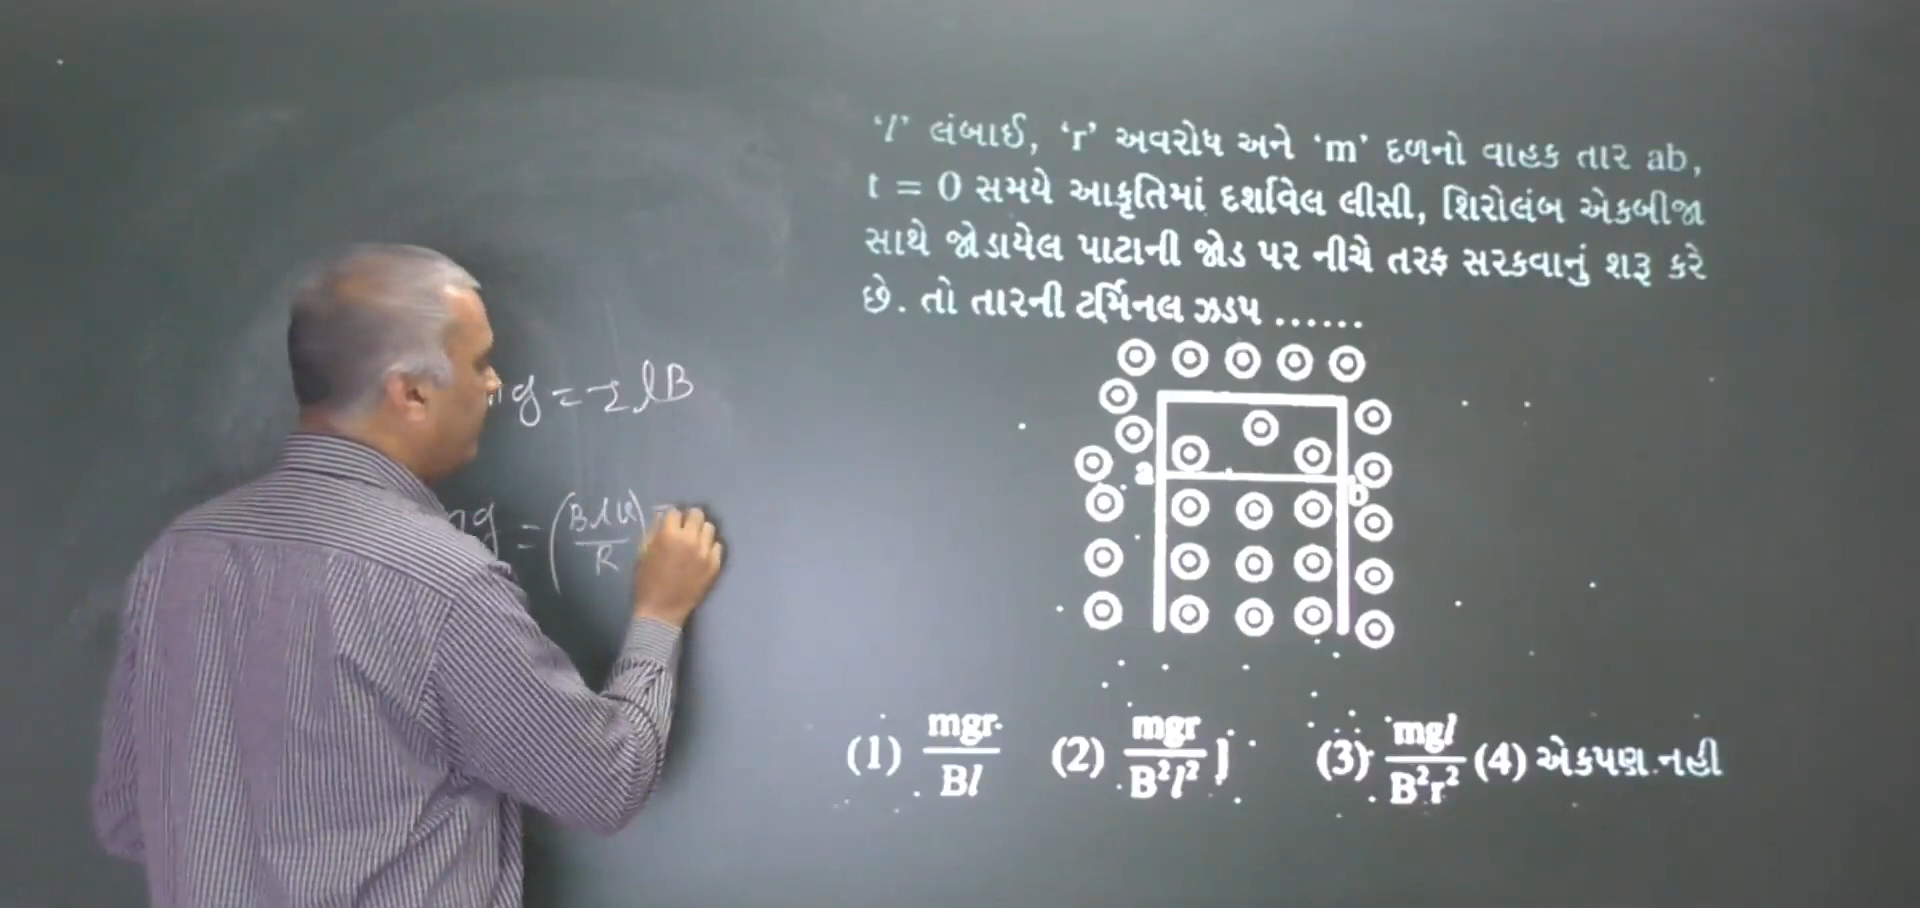 'l' લંબાઈ, 'r' અવરોધ અને 'm' દળનો વાહક તાર ab,
t = 0 સમયે આકૃતિમાં દર્શાવેલ લીસી, શિરોલંબ એકબીજા
સાથે જોડાયેલ પાટાની જોડ પર નીચે તરફ સરકવાનું શરૂ કરે
છે. તો તારની ટર્મિનલ ઝડપ ......
g = IlB
a
b
g = (Blv/R)
(1) mgr/Bl (2) mgr/B²l² (3) mgl/B²r² (4) એકપણ નહી